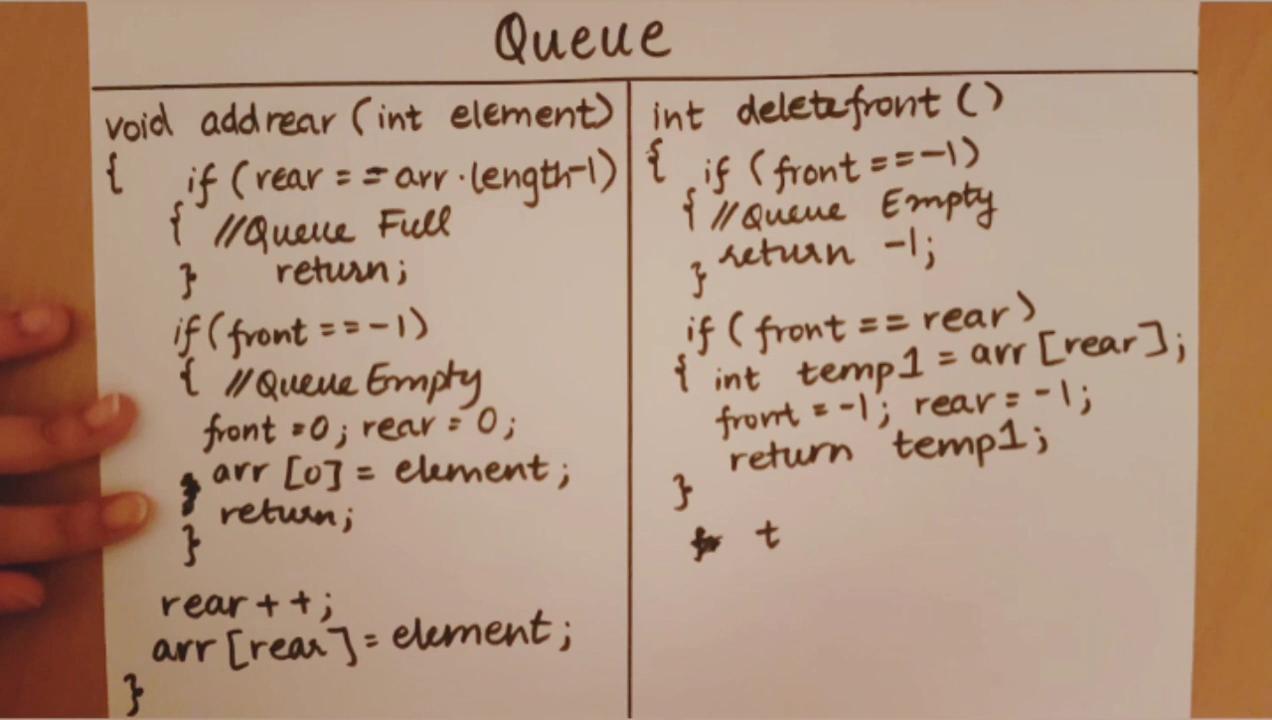 Queue
void addrear (int element)
{ if (rear == arr.length-1)
{ //Queue Full
} return;
if (front == -1)
{ //Queue Empty
front = 0; rear = 0;
arr [0] = element;
return;
}
rear ++;
arr [rear] = element;
}
int deletefront ()
{ if (front == -1)
{ //Queue Empty
return -1;
}
if (front == rear)
{ int temp1 = arr [rear];
front = -1; rear = -1;
return temp1;
}
t